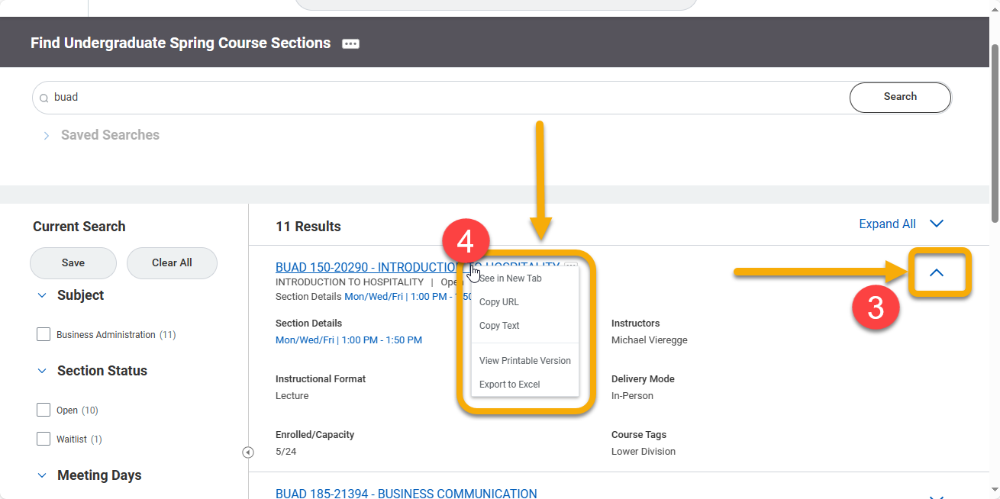 Find Undergraduate Spring Course Sections
buad
Search
Saved Searches
Current Search
Save
Clear All
Subject
Business Administration (11)
Section Status
Open (10)
Waitlist (1)
Meeting Days
11 Results
Expand All
4
BUAD 150-20290 - INTRODUCTION TO HOSPITALITY
INTRODUCTION TO HOSPITALITY | Open
Section Details Mon/Wed/Fri | 1:00 PM - 1:50
See in New Tab
Copy URL
Copy Text
View Printable Version
Export to Excel
3
Section Details
Mon/Wed/Fri | 1:00 PM - 1:50 PM
Instructors
Michael Vieregge
Instructional Format
Lecture
Delivery Mode
In-Person
Enrolled/Capacity
5/24
Course Tags
Lower Division
BUAD 185-21394 - BUSINESS COMMUNICATION